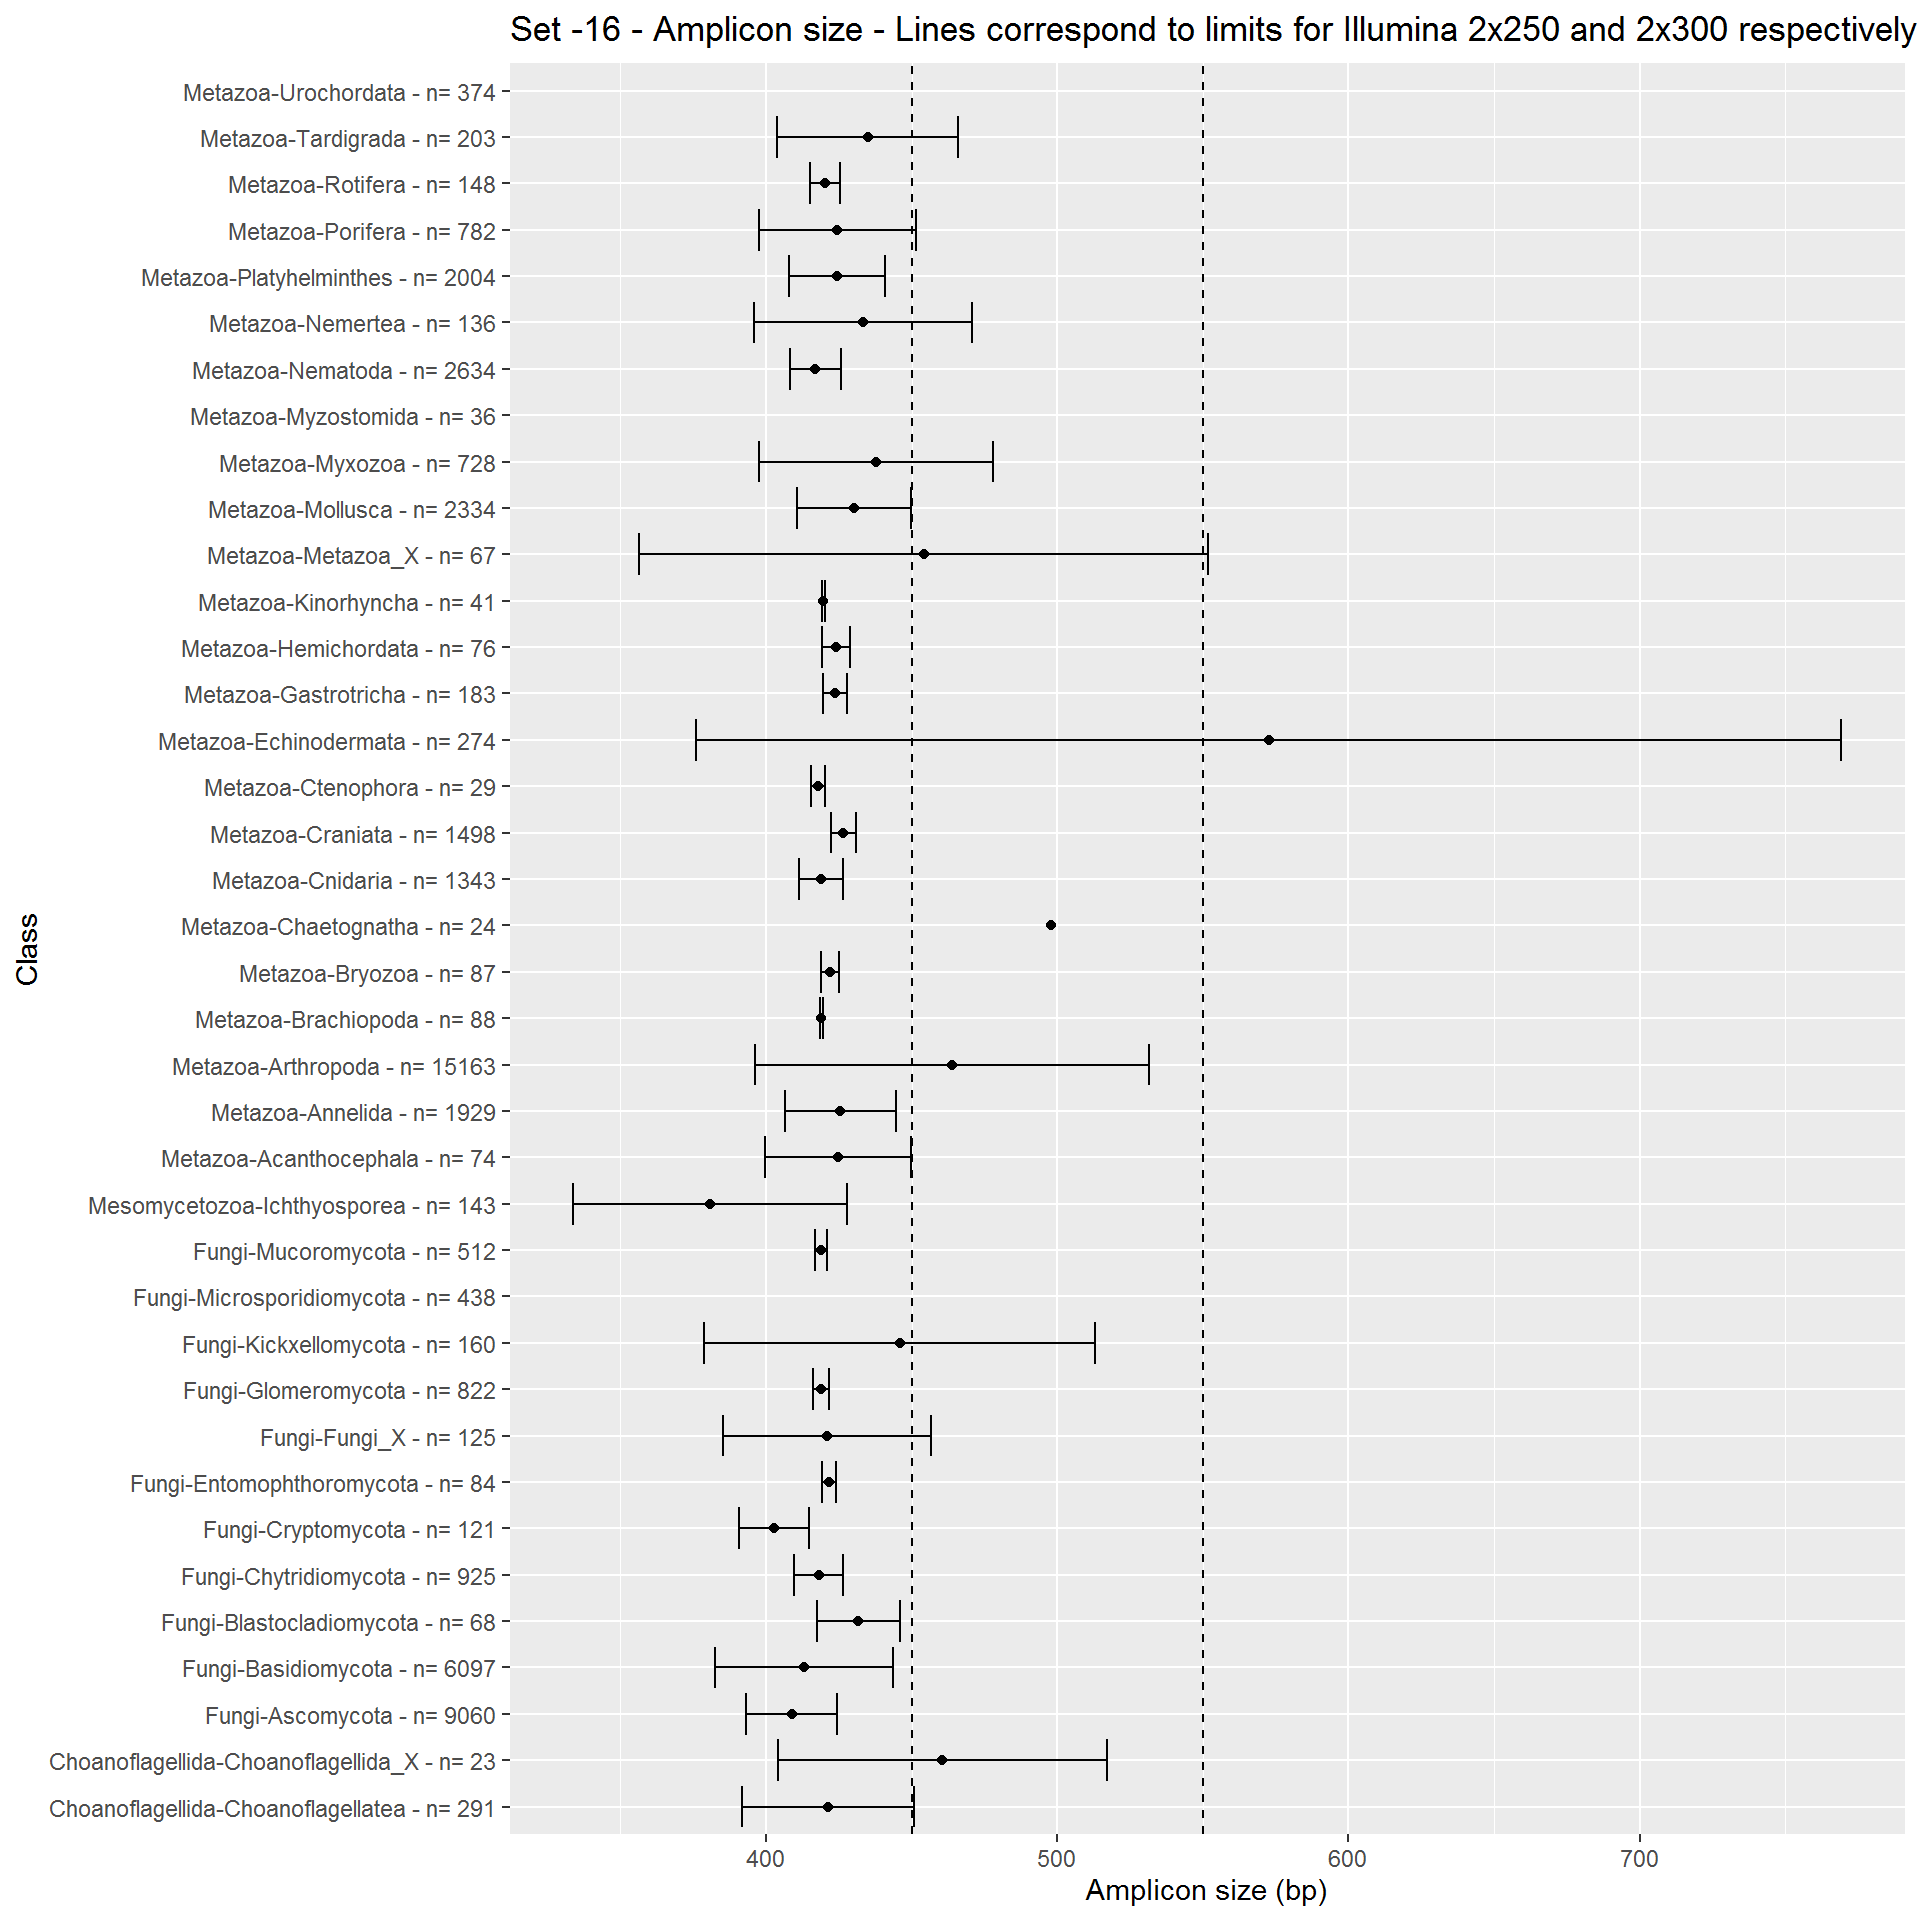 Set -16 - Amplicon size - Lines correspond to limits for Illumina 2x250 and 2x300 respectively
Metazoa-Urochordata - n= 374
Metazoa-Tardigrada - n= 203
Metazoa-Rotifera - n= 148
Metazoa-Porifera - n= 782
Metazoa-Platyhelminthes - n= 2004
Metazoa-Nemertea - n= 136
Metazoa-Nematoda - n= 2634
Metazoa-Myzostomida - n= 36
Metazoa-Myxozoa - n= 728
Metazoa-Mollusca - n= 2334
Metazoa-Metazoa_X - n= 67
Metazoa-Kinorhyncha - n= 41
Metazoa-Hemichordata - n= 76
Metazoa-Gastrotricha - n= 183
Metazoa-Echinodermata - n= 274
Metazoa-Ctenophora - n= 29
Metazoa-Craniata - n= 1498
Metazoa-Cnidaria - n= 1343
Metazoa-Chaetognatha - n= 24
Metazoa-Bryozoa - n= 87
Metazoa-Brachiopoda - n= 88
Metazoa-Arthropoda - n= 15163
Metazoa-Annelida - n= 1929
Metazoa-Acanthocephala - n= 74
Mesomycetozoa-Ichthyosporea - n= 143
Fungi-Mucoromycota - n= 512
Fungi-Microsporidiomycota - n= 438
Fungi-Kickxellomycota - n= 160
Fungi-Glomeromycota - n= 822
Fungi-Fungi_X - n= 125
Fungi-Entomophthoromycota - n= 84
Fungi-Cryptomycota - n= 121
Fungi-Chytridiomycota - n= 925
Fungi-Blastocladiomycota - n= 68
Fungi-Basidiomycota - n= 6097
Fungi-Ascomycota - n= 9060
Choanoflagellida-Choanoflagellida_X - n= 23
Choanoflagellida-Choanoflagellatea - n= 291
Class
400 500 600 700
Amplicon size (bp)